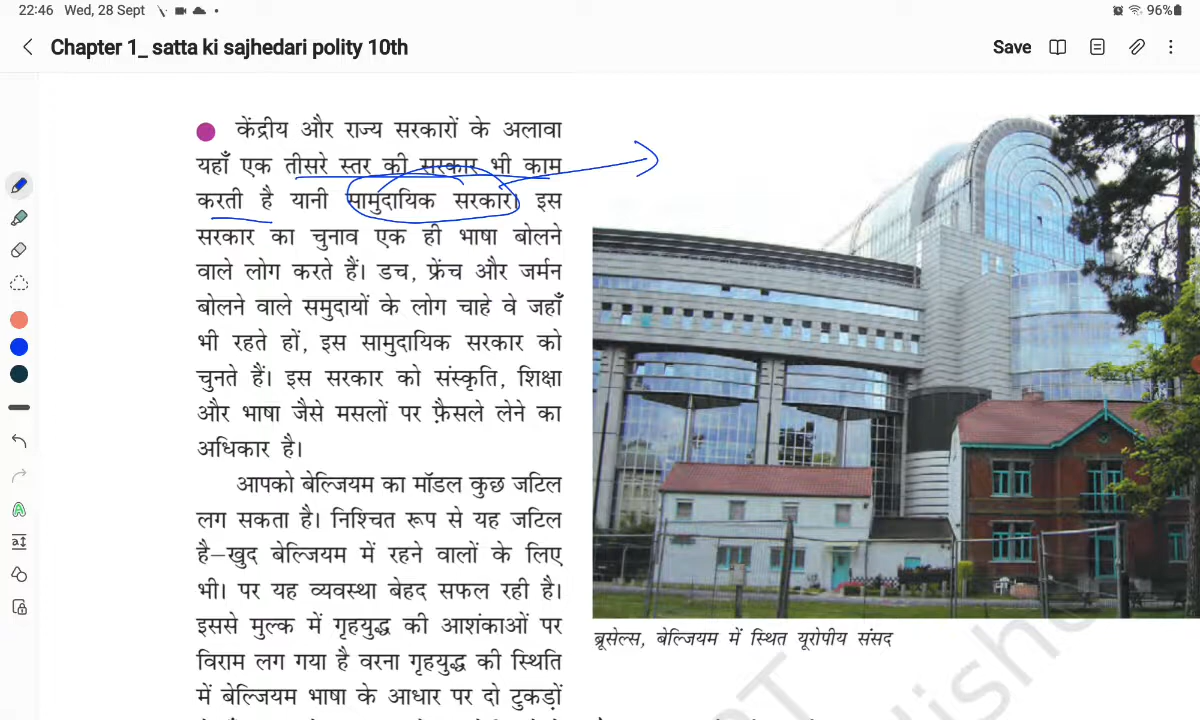 22:46 Wed, 28 Sept
96%
Chapter 1_ satta ki sajhedari polity 10th
Save
केंद्रीय और राज्य सरकारों के अलावा
यहाँ एक तीसरे स्तर की सरकार भी काम
करती है यानी सामुदायिक सरकार। इस
सरकार का चुनाव एक ही भाषा बोलने
वाले लोग करते हैं। डच, फ्रेंच और जर्मन
बोलने वाले समुदायों के लोग चाहे वे जहाँ
भी रहते हों, इस सामुदायिक सरकार को
चुनते हैं। इस सरकार को संस्कृति, शिक्षा
और भाषा जैसे मसलों पर फ़ैसले लेने का
अधिकार है।
आपको बेल्जियम का मॉडल कुछ जटिल
लग सकता है। निश्चित रूप से यह जटिल
है–खुद बेल्जियम में रहने वालों के लिए
भी। पर यह व्यवस्था बेहद सफल रही है।
इससे मुल्क में गृहयुद्ध की आशंकाओं पर
विराम लग गया है वरना गृहयुद्ध की स्थिति
में बेल्जियम भाषा के आधार पर दो टुकड़ों
ब्रूसेल्स, बेल्जियम में स्थित यूरोपीय संसद